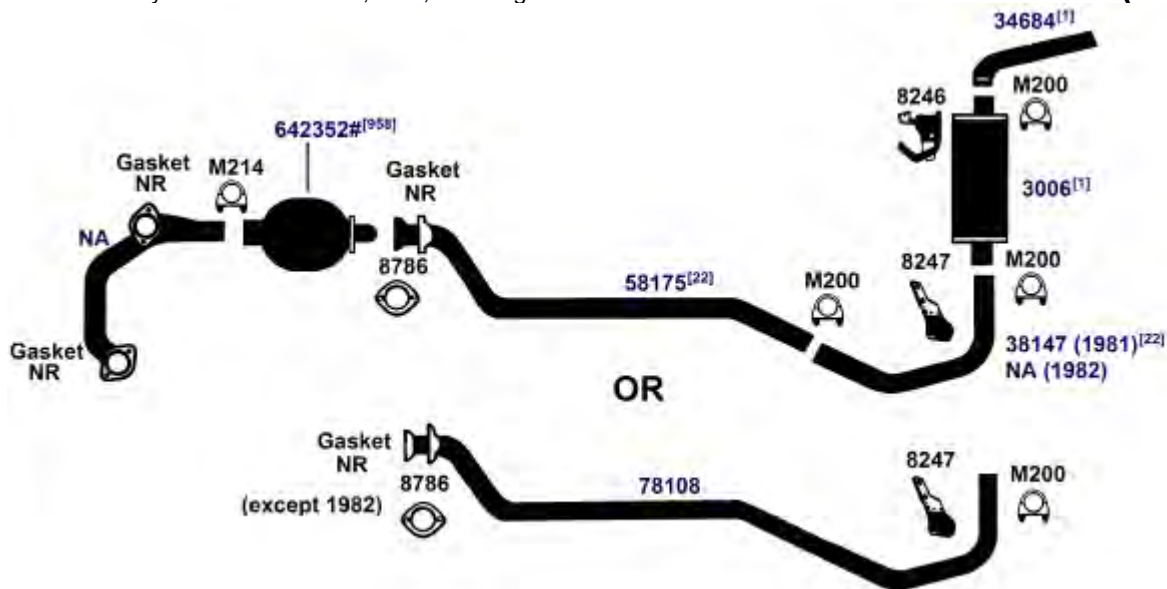 34684[1]
M200
8246
642352#[958]
Gasket
NR
M214
Gasket
NR
3006[1]
NA
8786
8247
M200
58175[22]
M200
Gasket
NR
38147 (1981)[22]
NA (1982)
OR
Gasket
NR
8786
(except 1982)
78108
8247
M200